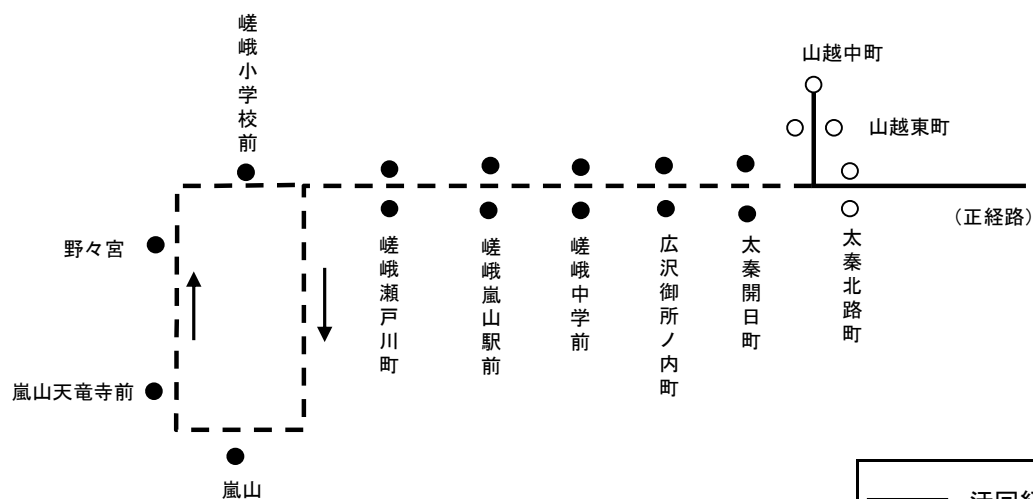 嵯峨小学校前
山越中町
山越東町
(正経路)
野々宮
嵐山天竜寺前
嵐山
嵯峨瀬戸川町
嵯峨嵐山駅前
嵯峨中学前
広沢御所ノ内町
太秦開日町
太秦北路町